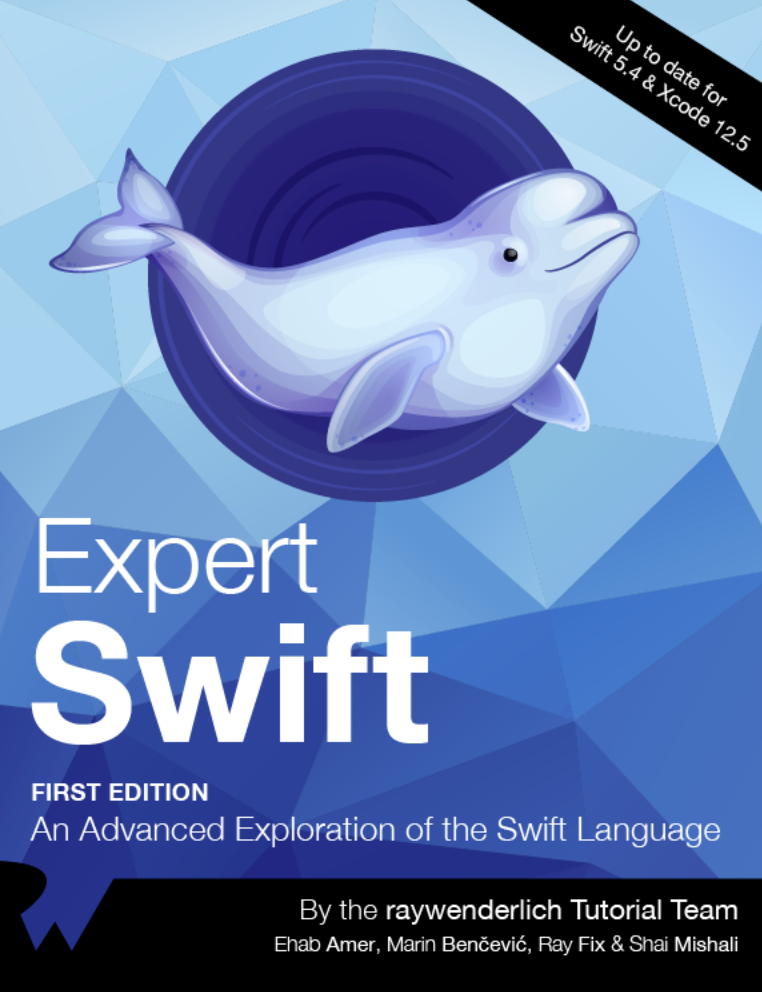 Up to date for
Swift 5.4 & Xcode 12.5
Expert
Swift
FIRST EDITION
An Advanced Exploration of the Swift Language
By the raywenderlich Tutorial Team
Ehab Amer, Marin Benčević, Ray Fix & Shai Mishali